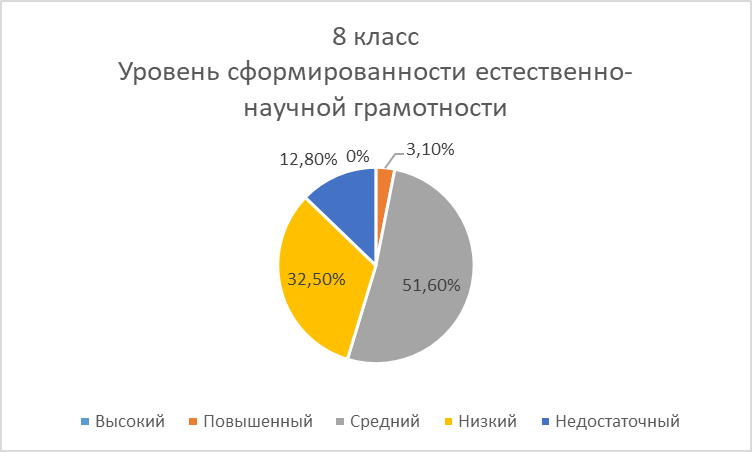 8 класс
Уровень сформированности естественно-
научной грамотности
12,80%
0%
3,10%
32,50%
51,60%
Высокий
Повышенный
Средний
Низкий
Недостаточный